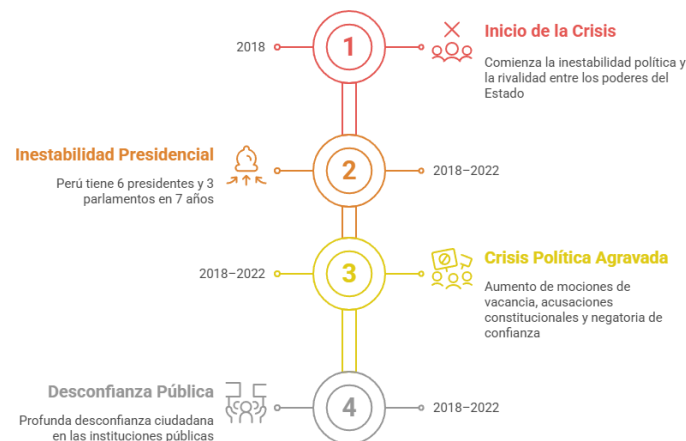 2018
1
Inicio de la Crisis
Comienza la inestabilidad política y
la rivalidad entre los poderes del
Estado
Inestabilidad Presidencial
Perú tiene 6 presidentes y 3
parlamentos en 7 años
2
2018–2022
2018–2022
3
Crisis Política Agravada
Aumento de mociones de
vacancia, acusaciones
constitucionales y negatoria de
confianza
Desconfianza Pública
Profunda desconfianza ciudadana
en las instituciones públicas
4
2018–2022